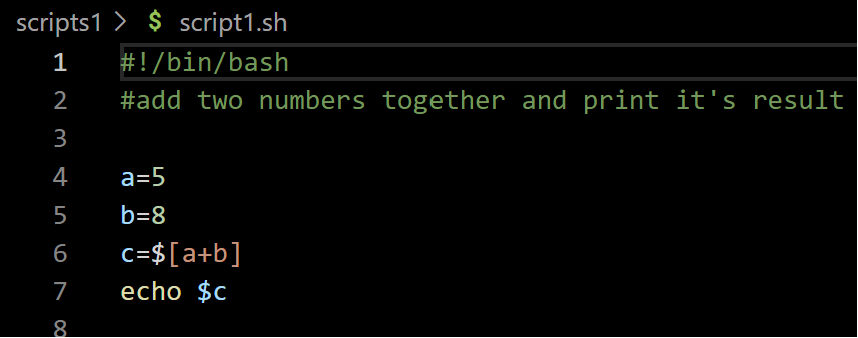 scripts1 > $ script1.sh
1 #!/bin/bash
2 #add two numbers together and print it's result
3
4 a=5
5 b=8
6 c=$[a+b]
7 echo $c
8